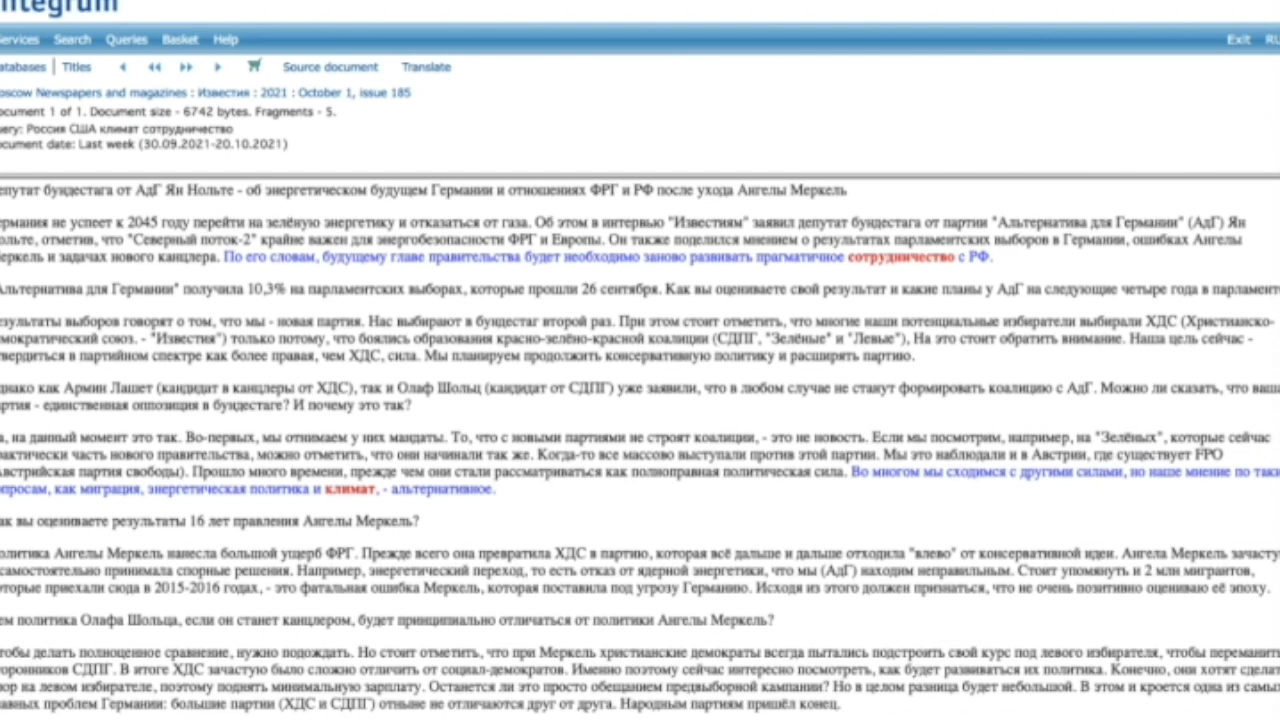 ntegrum
ervices Search Queries Basket Help Exit RU
atabases | Titles Source document Translate
oscow Newspapers and magazines : Известия : 2021 : October 1, issue 185
ocument 1 of 1. Document size - 6742 bytes. Fragments - 5.
uery: Россия США климат сотрудничество
ocument date: Last week (30.09.2021-20.10.2021)
епутат бундестага от АдГ Ян Нольте - об энергетическом будущем Германии и отношениях ФРГ и РФ после ухода Ангелы Меркель
ермания не успеет к 2045 году перейти на зелёную энергетику и отказаться от газа. Об этом в интервью "Известиям" заявил депутат бундестага от партии "Альтернатива для Германии" (АдГ) Ян
ольте, отметив, что "Северный поток-2" крайне важен для энергобезопасности ФРГ и Европы. Он также поделился мнением о результатах парламентских выборов в Германии, ошибках Ангелы
еркель и задачах нового канцлера. По его словам, будущему главе правительства будет необходимо заново развивать прагматичное сотрудничество с РФ.
Альтернатива для Германии" получила 10,3% на парламентских выборах, которые прошли 26 сентября. Как вы оцениваете свой результат и какие планы у АдГ на следующие четыре года в парламенте
езультаты выборов говорят о том, что мы - новая партия. Нас выбирают в бундестаг второй раз. При этом стоит отметить, что многие наши потенциальные избиратели выбирали ХДС (Христианско-
емократический союз. - "Известия") только потому, что боялись образования красно-зелёно-красной коалиции (СДПГ, "Зелёные" и "Левые"), На это стоит обратить внимание. Наша цель сейчас -
твердиться в партийном спектре как более правая, чем ХДС, сила. Мы планируем продолжить консервативную политику и расширять партию.
днако как Армин Лашет (кандидат в канцлеры от ХДС), так и Олаф Шольц (кандидат от СДПГ) уже заявили, что в любом случае не станут формировать коалицию с АдГ. Можно ли сказать, что ваша
артия - единственная оппозиция в бундестаге? И почему это так?
а, на данный момент это так. Во-первых, мы отнимаем у них мандаты. То, что с новыми партиями не строят коалиции, - это не новость. Если мы посмотрим, например, на "Зелёных", которые сейчас
рактически часть нового правительства, можно отметить, что они начинали так же. Когда-то все массово выступали против этой партии. Мы это наблюдали и в Австрии, где существует FPO
Австрийская партия свободы). Прошло много времени, прежде чем они стали рассматриваться как полноправная политическая сила. Во многом мы сходимся с другими силами, но наше мнение по таки
опросам, как миграция, энергетическая политика и климат, - альтернативное.
ак вы оцениваете результаты 16 лет правления Ангелы Меркель?
олитика Ангелы Меркель нанесла большой ущерб ФРГ. Прежде всего она превратила ХДС в партию, которая всё дальше и дальше отходила "влево" от консервативной идеи. Ангела Меркель зачасту
самостоятельно принимала спорные решения. Например, энергетический переход, то есть отказ от ядерной энергетики, что мы (АдГ) находим неправильным. Стоит упомянуть и 2 млн мигрантов,
оторые приехали сюда в 2015-2016 годах, - это фатальная ошибка Меркель, которая поставила под угрозу Германию. Исходя из этого должен признаться, что не очень позитивно оцениваю её эпоху.
ем политика Олафа Шольца, если он станет канцлером, будет принципиально отличаться от политики Ангелы Меркель?
тобы делать полноценное сравнение, нужно подождать. Но стоит отметить, что при Меркель христианские демократы всегда пытались подстроить свой курс под левого избирателя, чтобы переманить
торонников СДПГ. В итоге ХДС зачастую было сложно отличить от социал-демократов. Именно поэтому сейчас интересно посмотреть, как будет развиваться их политика. Конечно, они хотят сделат
пор на левом избирателе, поэтому поднять минимальную зарплату. Останется ли это просто обещанием предвыборной кампании? Но в целом разница будет небольшой. В этом и кроется одна из самы
лавных проблем Германии: большие партии (ХДС и СДПГ) отныне не отличаются друг от друга. Народным партиям пришёл конец.